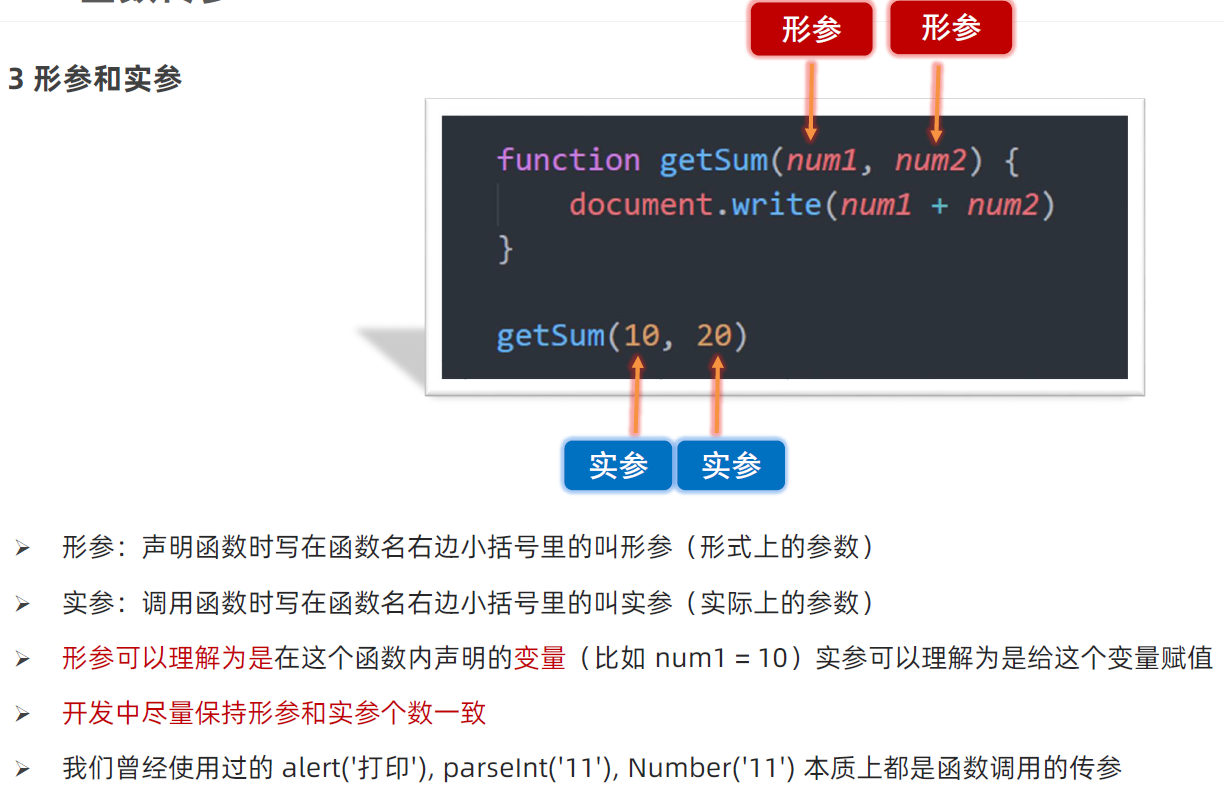 形参 形参
3 形参和实参
function getSum(num1, num2) {
document.write(num1 + num2)
}
getSum(10, 20)
实参 实参
形参：声明函数时写在函数名右边小括号里的叫形参（形式上的参数）
实参：调用函数时写在函数名右边小括号里的叫实参（实际上的参数）
形参可以理解为是在这个函数内声明的变量（比如 num1 = 10）实参可以理解为是给这个变量赋值
开发中尽量保持形参和实参个数一致
我们曾经使用过的 alert('打印'), parseInt('11'), Number('11') 本质上都是函数调用的传参